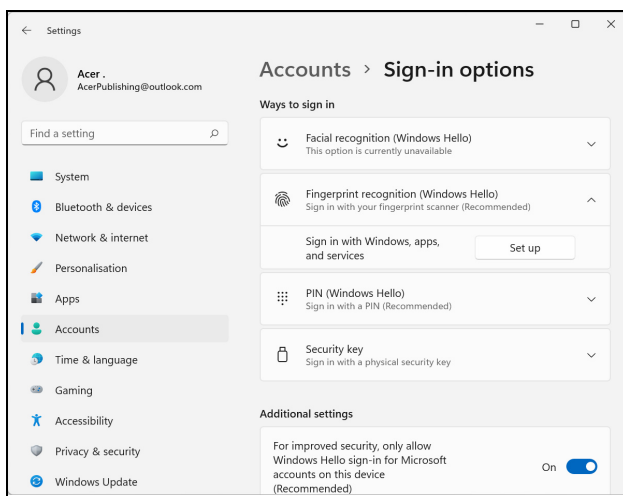 Settings
Acer .
AcerPublishing@outlook.com
Find a setting
System
Bluetooth & devices
Network & internet
Personalisation
Apps
Accounts
Time & language
Gaming
Accessibility
Privacy & security
Windows Update
Accounts > Sign-in options
Ways to sign in
Facial recognition (Windows Hello)
This option is currently unavailable
Fingerprint recognition (Windows Hello)
Sign in with your fingerprint scanner (Recommended)
Sign in with Windows, apps,
and services
Set up
PIN (Windows Hello)
Sign in with a PIN (Recommended)
Security key
Sign in with a physical security key
Additional settings
For improved security, only allow
Windows Hello sign-in for Microsoft
accounts on this device
(Recommended)
On